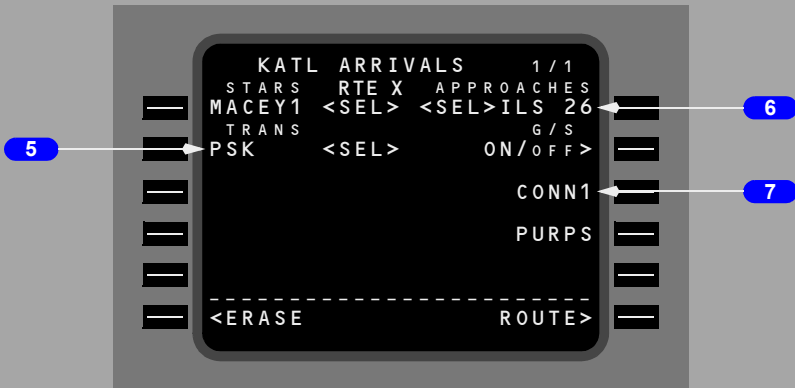 KATL ARRIVALS 1/1
STARS RTE X APPROACHES
MACEY1 <SEL> <SEL>ILS 26
6
TRANS G/S
5
PSK <SEL> ON/OFF>
CONN1
7
PURPS
------------------------
<ERASE ROUTE>